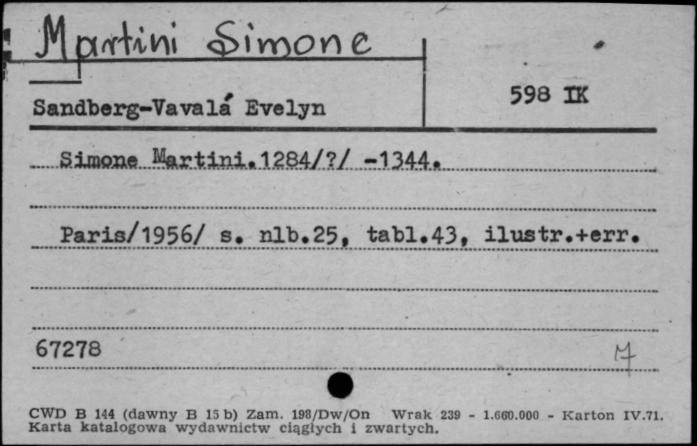 Martini Simone
Sandberg-Vavalá Evelyn
598 IK
Simone Martini.1284/?/ -1344.
Paris/1956/ s. nlb.25, tabl.43, ilustr.+err.
67278
CWD B 144 (dawny B 15 b) Zam. 198/Dw/On Wrak 239 - 1.660.000 - Karton IV.71.
Karta katalogowa wydawnictw ciągłych i zwartych.